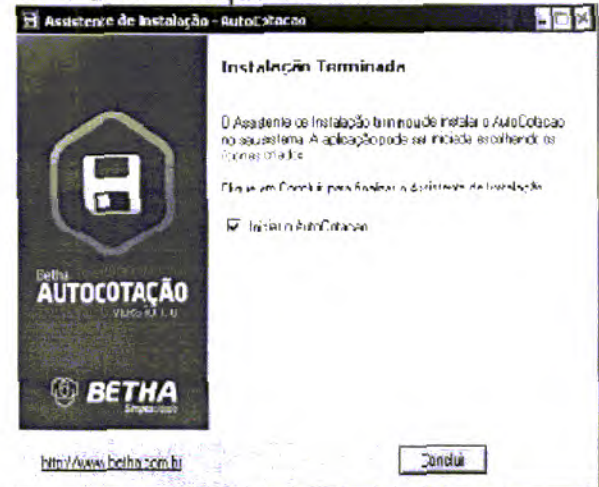 Assistente de Instalação - AutoCotacao
Instalação Terminada
O Assistente de Instalação terminou de instalar o AutoCotacao
no seu sistema. A aplicação pode ser iniciada escolhendo os
ícones criados.
Clique em Concluir para finalizar o Assistente de Instalação.
Iniciar o AutoCotacao
Betha
AUTOCOTAÇÃO
BETHA
http://www.betha.com.br
Concluir